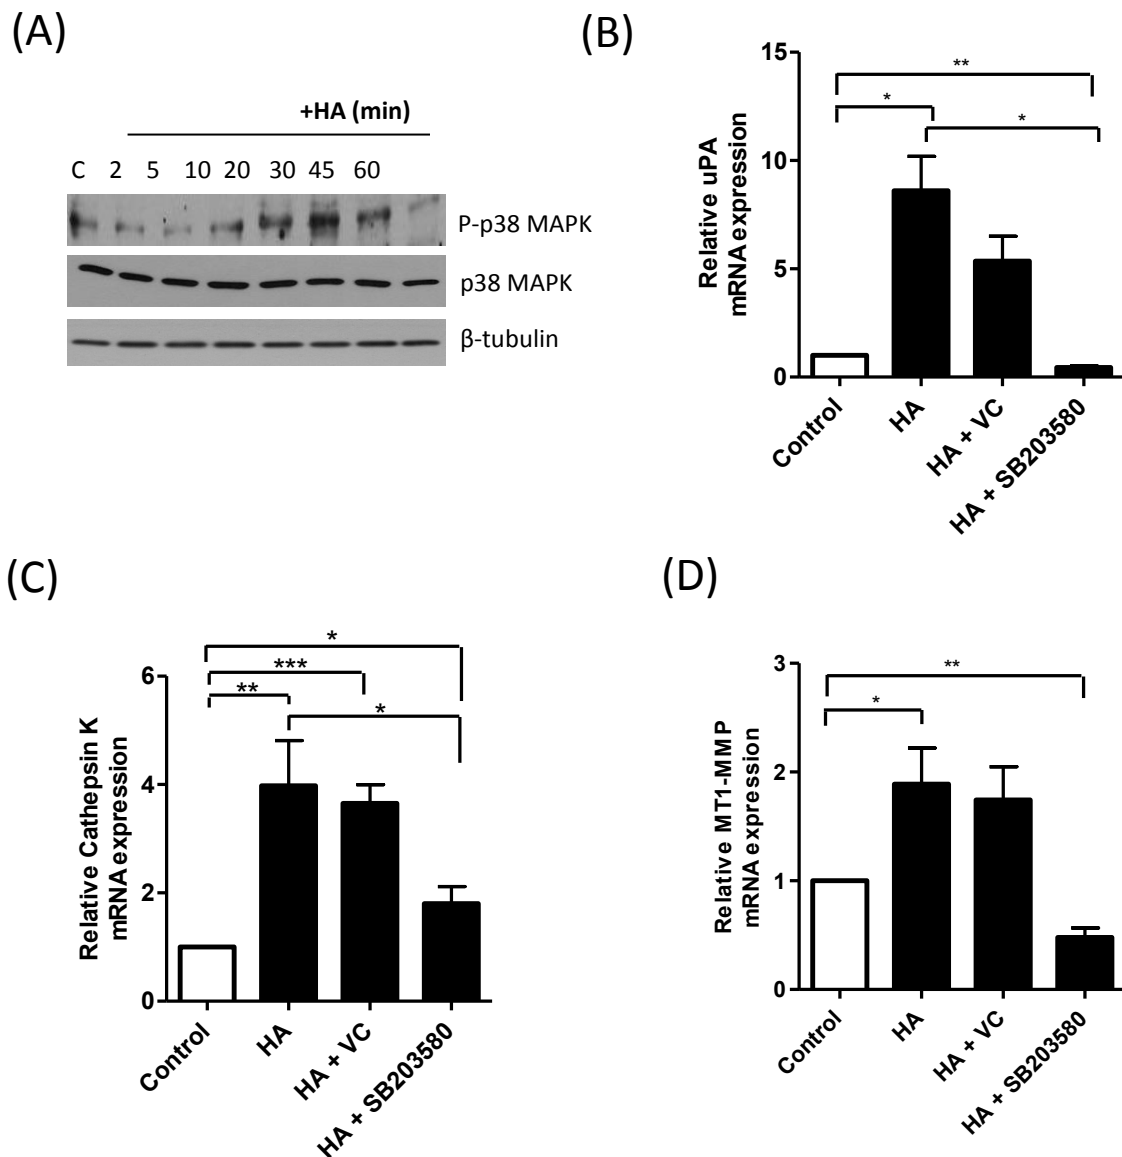 (A)
+HA (min)
C 2 5 10 20 30 45 60
P-p38 MAPK
p38 MAPK
β-tubulin
(B)
Relative uPA
mRNA expression
15
10
5
0
**
*
*
Control
HA
HA + VC
HA + SB203580
(C)
Relative Cathepsin K
mRNA expression
6
4
2
0
*
***
**
*
Control
HA
HA + VC
HA + SB203580
(D)
Relative MT1-MMP
mRNA expression
3
2
1
0
**
*
Control
HA
HA + VC
HA + SB203580